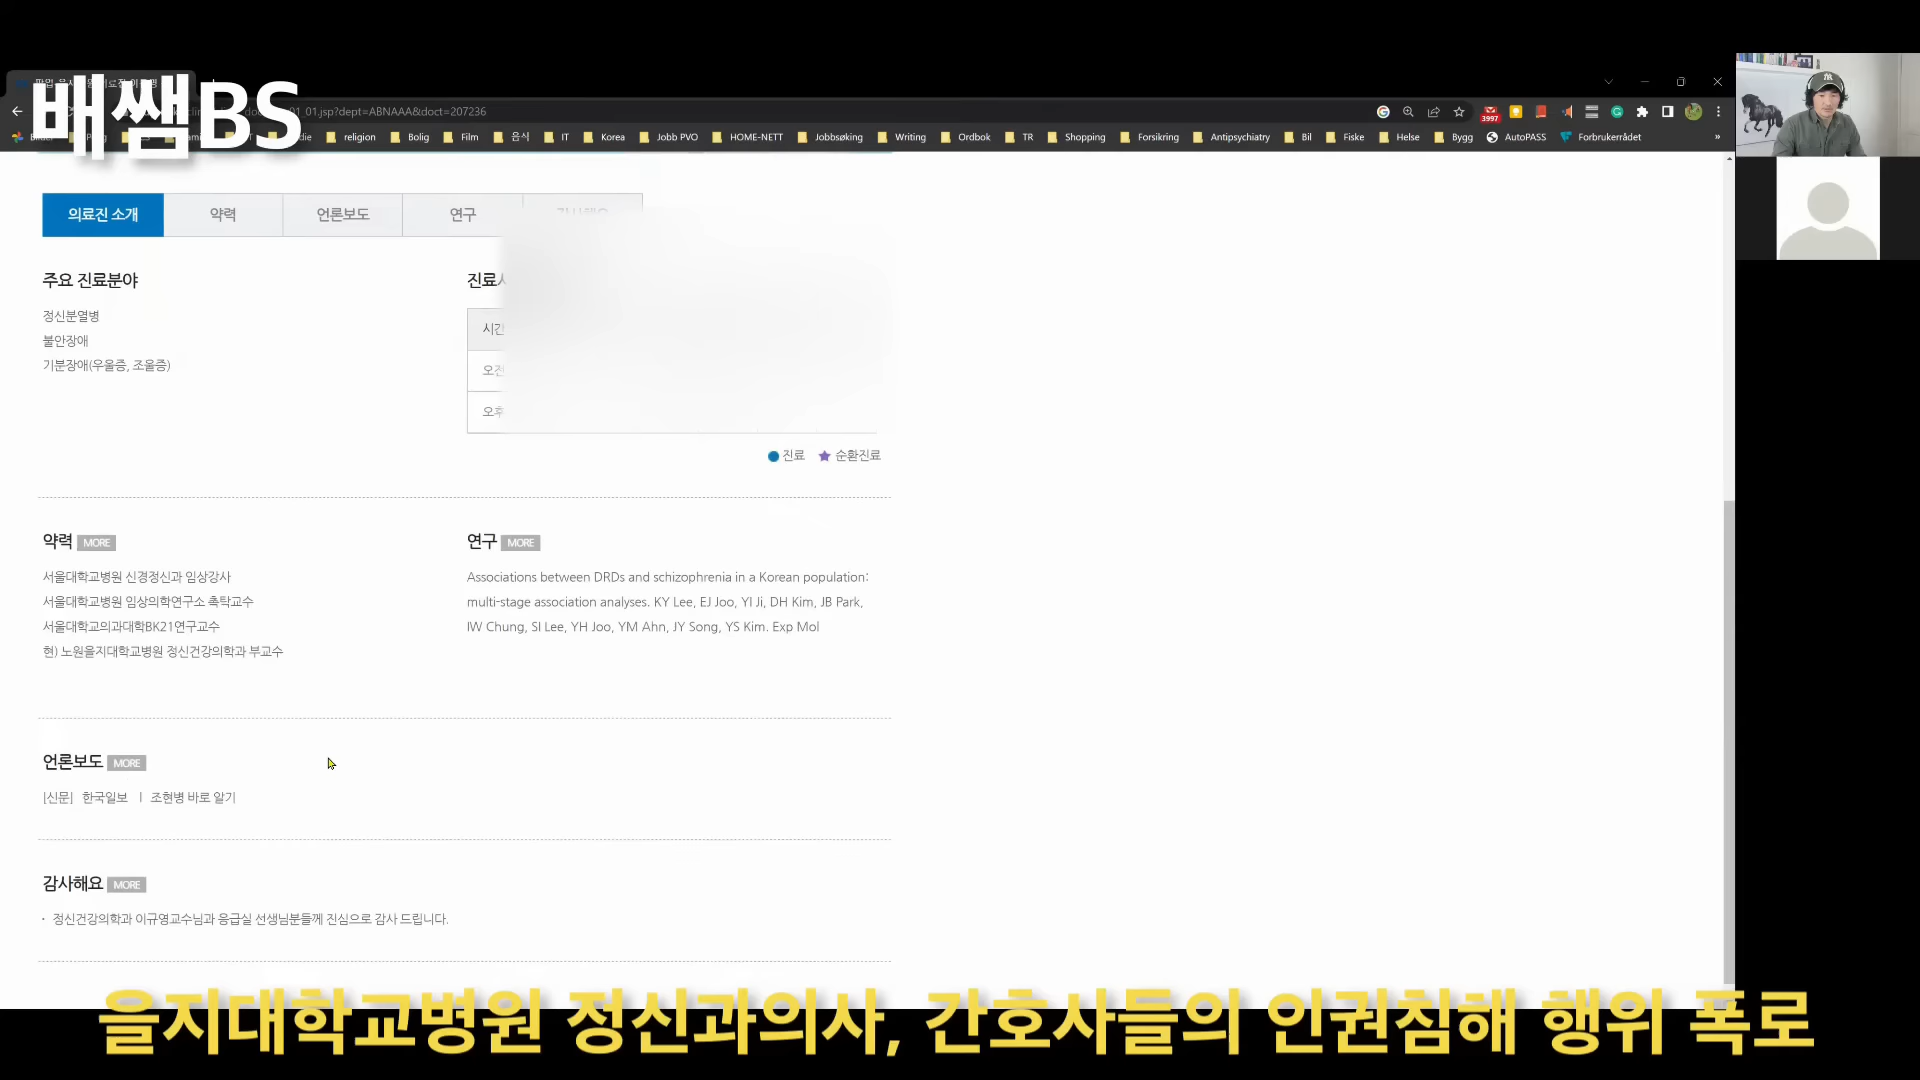 배쌤BS
01_01.jsp?dept=ABNAAA&doct=207236
3997
religion Bolig Film 음식 IT Korea Jobb PVO HOME-NETT Jobbsøking Writing Ordbok TR Shopping Forsikring Antipsychiatry Bil Fiske Helse Bygg AutoPASS Forbrukerrådet »
의료진 소개 약력 언론보도 연구
주요 진료분야
정신분열병
불안장애
기분장애(우울증, 조울증)
시간
오전
오후
진료 순환진료
약력 MORE
서울대학교병원 신경정신과 임상강사
서울대학교병원 임상의학연구소 촉탁교수
서울대학교의과대학BK21연구교수
현) 노원을지대학교병원 정신건강의학과 부교수
연구 MORE
Associations between DRDs and schizophrenia in a Korean population:
multi-stage association analyses. KY Lee, EJ Joo, YI Ji, DH Kim, JB Park,
IW Chung, SI Lee, YH Joo, YM Ahn, JY Song, YS Kim. Exp Mol
언론보도 MORE
[신문] 한국일보 | 조현병 바로 알기
감사해요 MORE
· 정신건강의학과 이규영교수님과 응급실 선생님분들께 진심으로 감사 드립니다.
을지대학교병원 정신과의사, 간호사들의 인권침해 행위 폭로